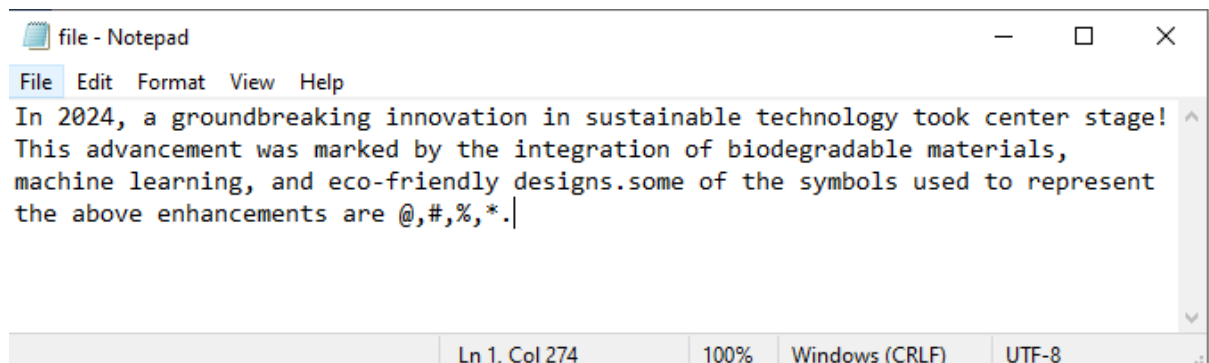 file - Notepad
File Edit Format View Help
In 2024, a groundbreaking innovation in sustainable technology took center stage!
This advancement was marked by the integration of biodegradable materials,
machine learning, and eco-friendly designs.some of the symbols used to represent
the above enhancements are @,#,%,*.
Ln 1, Col 274 100% Windows (CRLF) UTF-8